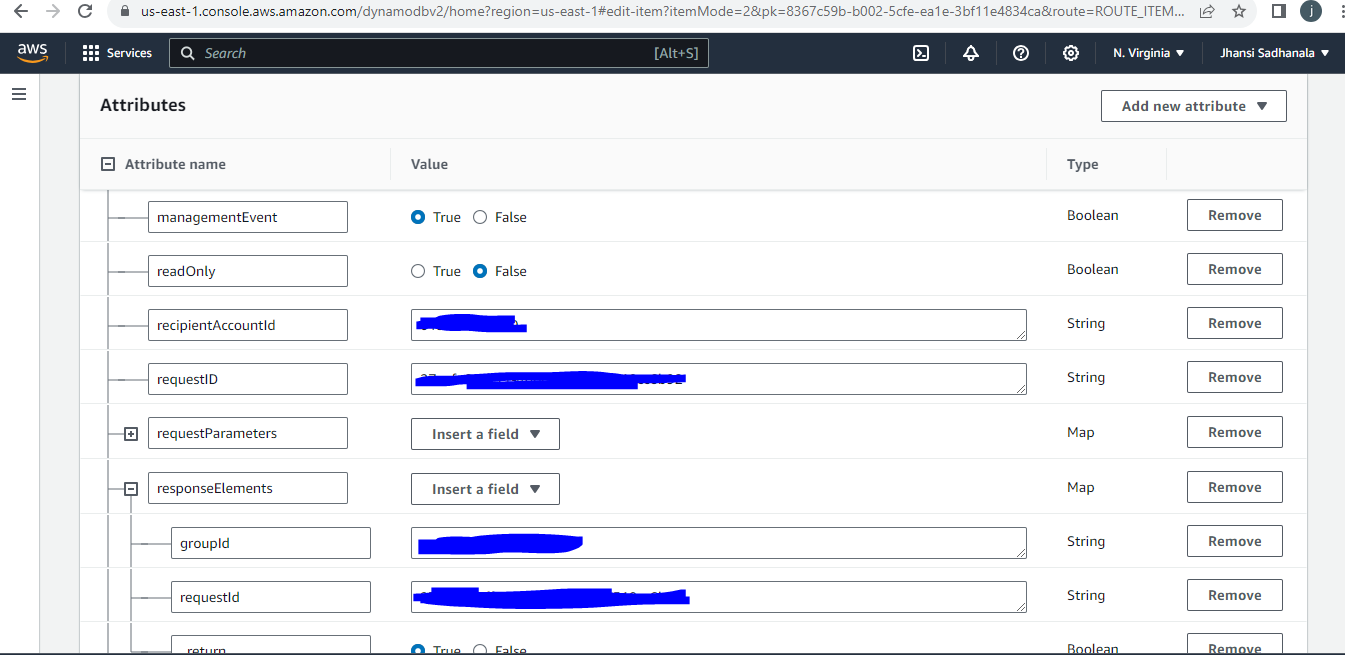 us-east-1.console.aws.amazon.com/dynamodbv2/home?region=us-east-1#edit-item?itemMode=2&pk=8367c59b-b002-5cfe-ea1e-3bf11e4834ca&route=ROUTE_ITEM... j
aws Services Search [Alt+S] N. Virginia Jhansi Sadhanala
Attributes Add new attribute
Attribute name Value Type
managementEvent True False Boolean Remove
readOnly True False Boolean Remove
recipientAccountId String Remove
requestID String Remove
requestParameters Insert a field Map Remove
responseElements Insert a field Map Remove
groupId String Remove
requestId String Remove
_return True False Boolean Remove